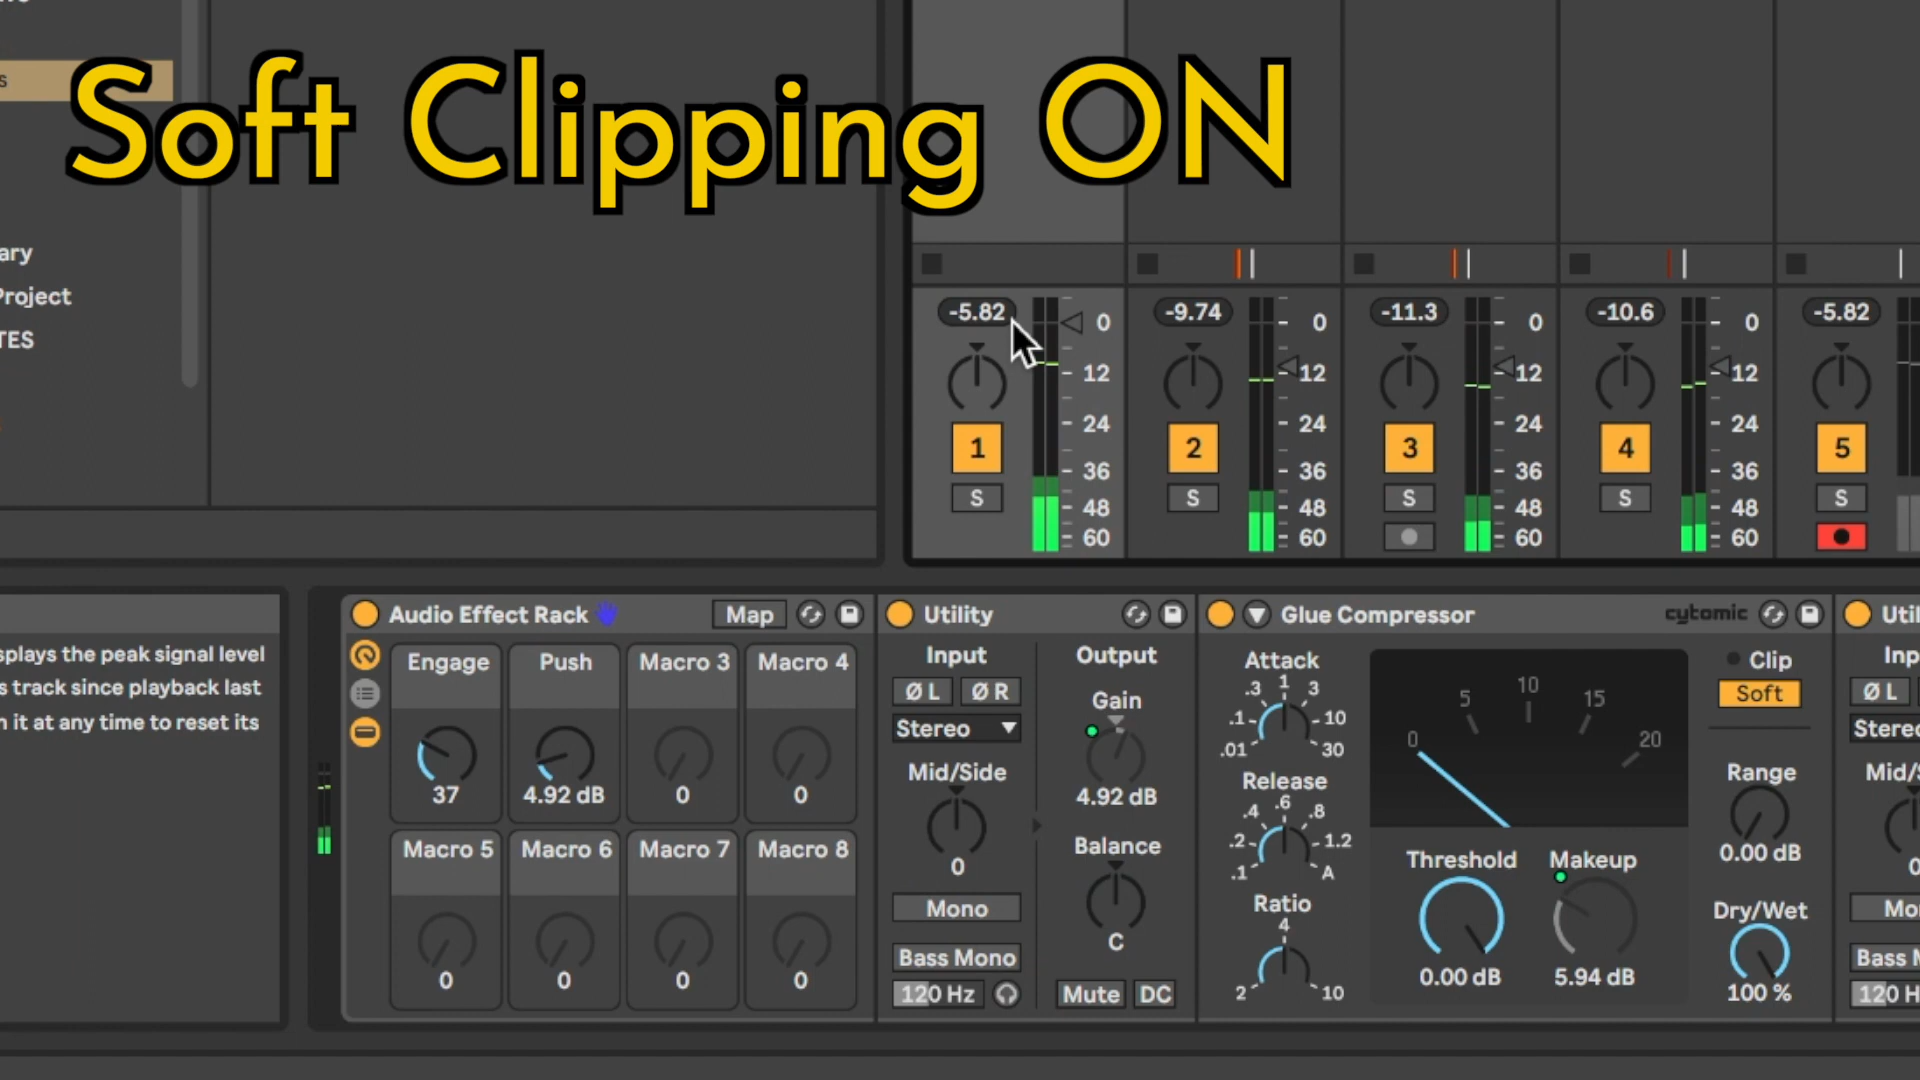 Soft Clipping ON
ary
Project
TES
-5.82
0
12
24
36
48
60
1
S
-9.74
0
12
24
36
48
60
2
S
-11.3
0
12
24
36
48
60
3
S
-10.6
0
12
24
36
48
60
4
S
-5.82
5
S
splays the peak signal level
s track since playback last
n it at any time to reset its
Audio Effect Rack
Map
Engage
Push
Macro 3
Macro 4
37
4.92 dB
0
0
Macro 5
Macro 6
Macro 7
Macro 8
0
0
0
0
Utility
Input
Ø L
Ø R
Stereo
Mid/Side
0
Mono
Bass Mono
120 Hz
Output
Gain
4.92 dB
Balance
C
Mute
DC
Glue Compressor
cytomic
Attack
.01
.1
.3
1
3
10
30
Release
.1
.2
.4
.6
.8
1.2
A
Ratio
2
4
10
0
5
10
15
20
Threshold
0.00 dB
Makeup
5.94 dB
Clip
Soft
Range
0.00 dB
Dry/Wet
100 %
Util
Inp
Ø L
Stereo
Mid/S
0
Mo
Bass M
120 H